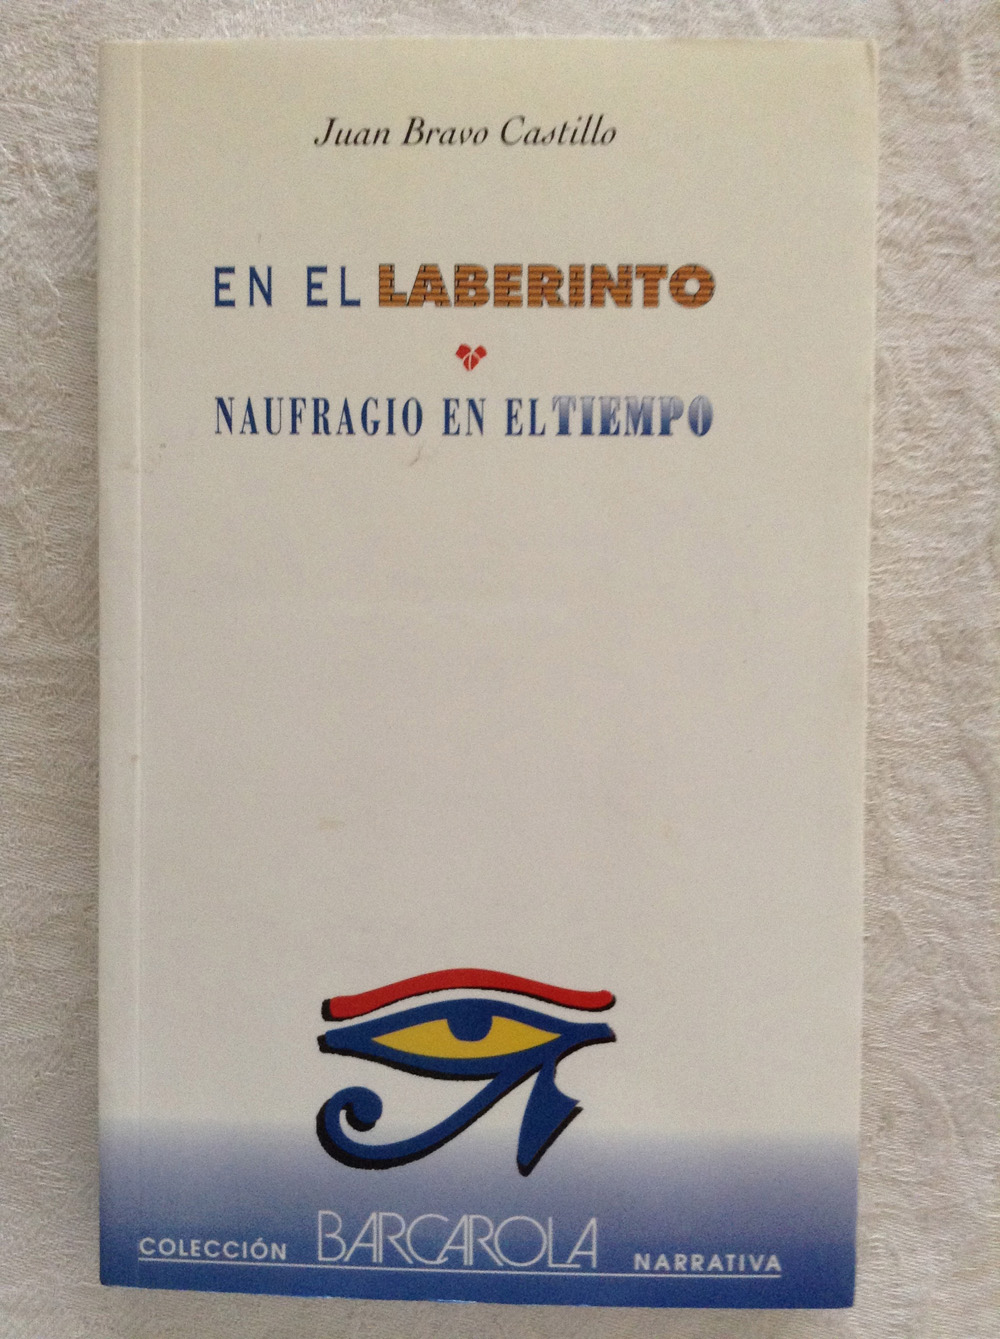 Juan Bravo Castillo
EN EL LABERINTO
NAUFRAGIO EN EL TIEMPO
COLECCIÓN BARCAROLA NARRATIVA